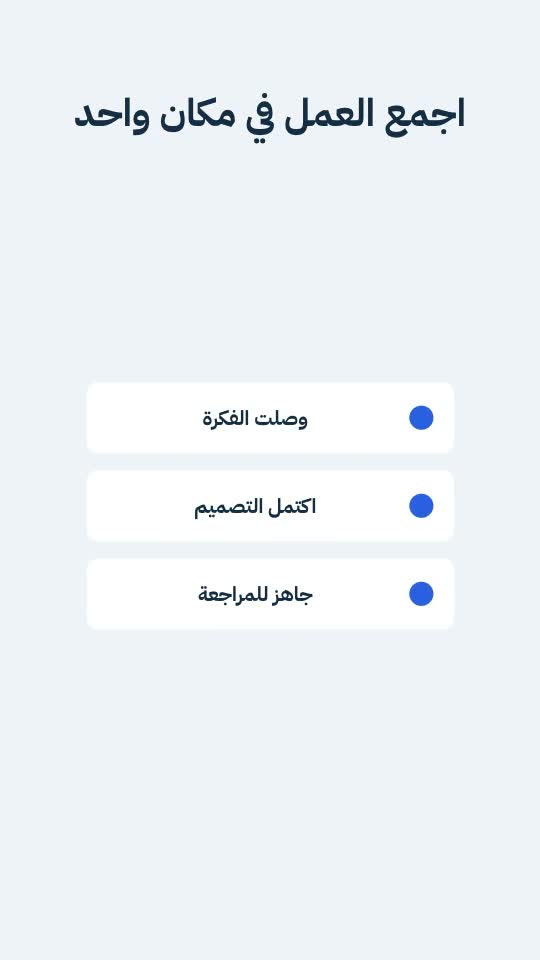 اجمع العمل في مكان واحد
وصلت الفكرة
اكتمل التصميم
جاهز للمراجعة